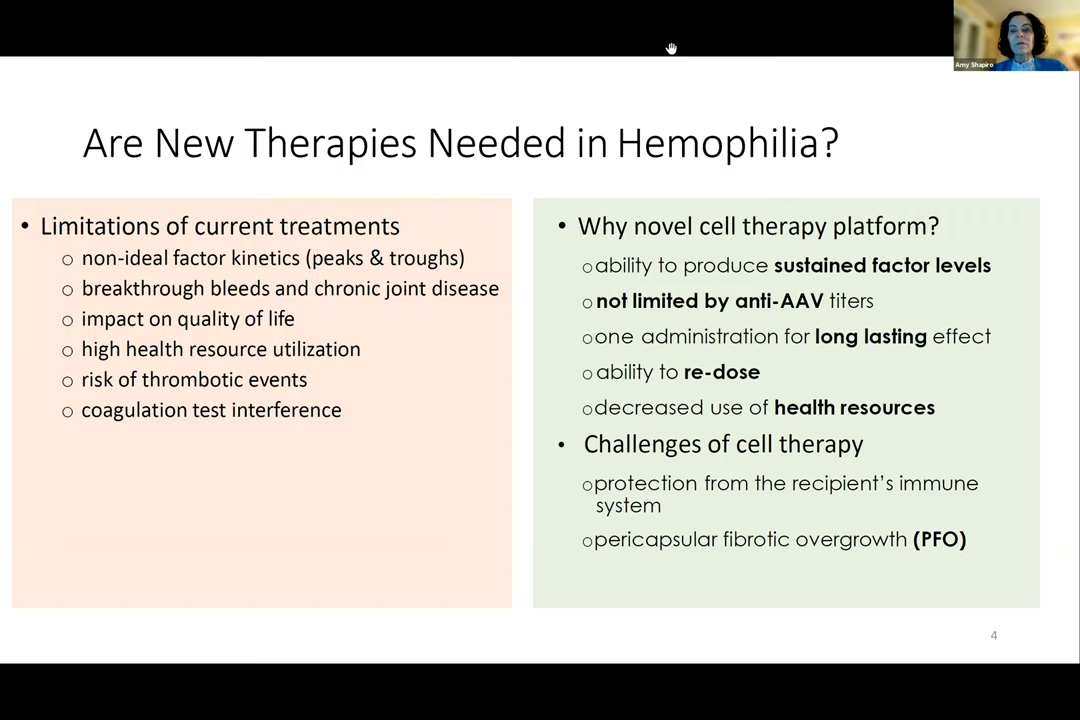 Amy Shapiro
Are New Therapies Needed in Hemophilia?
• Limitations of current treatments
o non-ideal factor kinetics (peaks & troughs)
o breakthrough bleeds and chronic joint disease
o impact on quality of life
o high health resource utilization
o risk of thrombotic events
o coagulation test interference
• Why novel cell therapy platform?
o ability to produce sustained factor levels
o not limited by anti-AAV titers
o one administration for long lasting effect
o ability to re-dose
o decreased use of health resources
• Challenges of cell therapy
o protection from the recipient’s immune
system
o pericapsular fibrotic overgrowth (PFO)
4